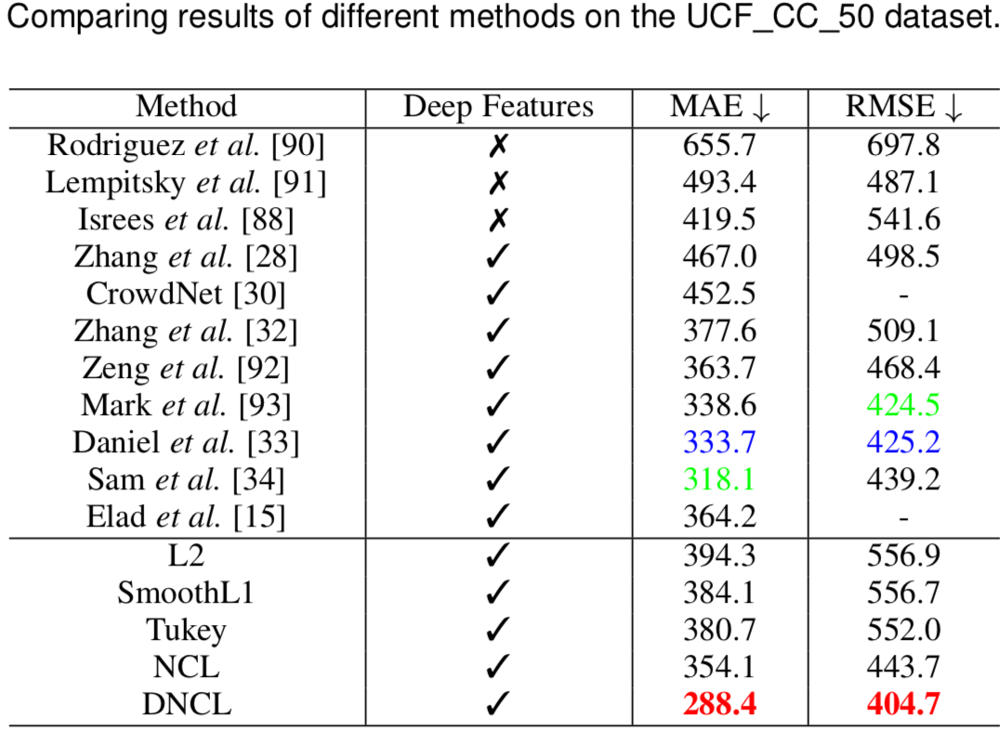 Comparing results of different methods on the UCF_CC_50 dataset.
Method Deep Features MAE ↓ RMSE ↓
Rodriguez et al. [90] ✗ 655.7 697.8
Lempitsky et al. [91] ✗ 493.4 487.1
Isrees et al. [88] ✗ 419.5 541.6
Zhang et al. [28] ✓ 467.0 498.5
CrowdNet [30] ✓ 452.5 -
Zhang et al. [32] ✓ 377.6 509.1
Zeng et al. [92] ✓ 363.7 468.4
Mark et al. [93] ✓ 338.6 424.5
Daniel et al. [33] ✓ 333.7 425.2
Sam et al. [34] ✓ 318.1 439.2
Elad et al. [15] ✓ 364.2 -
L2 ✓ 394.3 556.9
SmoothL1 ✓ 384.1 556.7
Tukey ✓ 380.7 552.0
NCL ✓ 354.1 443.7
DNCL ✓ 288.4 404.7